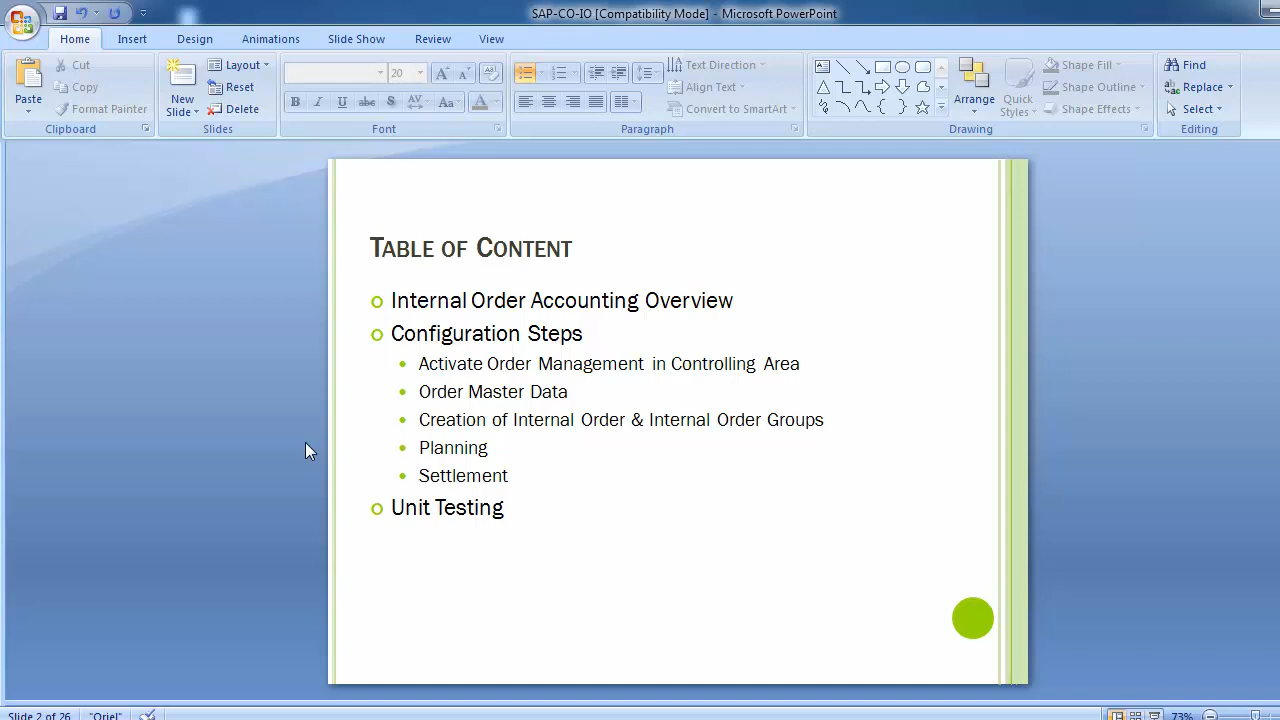 SAP-CO-IO [Compatibility Mode] - Microsoft PowerPoint
Home Insert Design Animations Slide Show Review View
Paste
Cut
Copy
Format Painter
Clipboard
New Slide
Layout
Reset
Delete
Slides
20
Font
Text Direction
Align Text
Convert to SmartArt
Paragraph
Arrange
Quick Styles
Shape Fill
Shape Outline
Shape Effects
Drawing
Find
Replace
Select
Editing
TABLE OF CONTENT
Internal Order Accounting Overview
Configuration Steps
Activate Order Management in Controlling Area
Order Master Data
Creation of Internal Order & Internal Order Groups
Planning
Settlement
Unit Testing
Slide 2 of 26 "Oriel" 73%